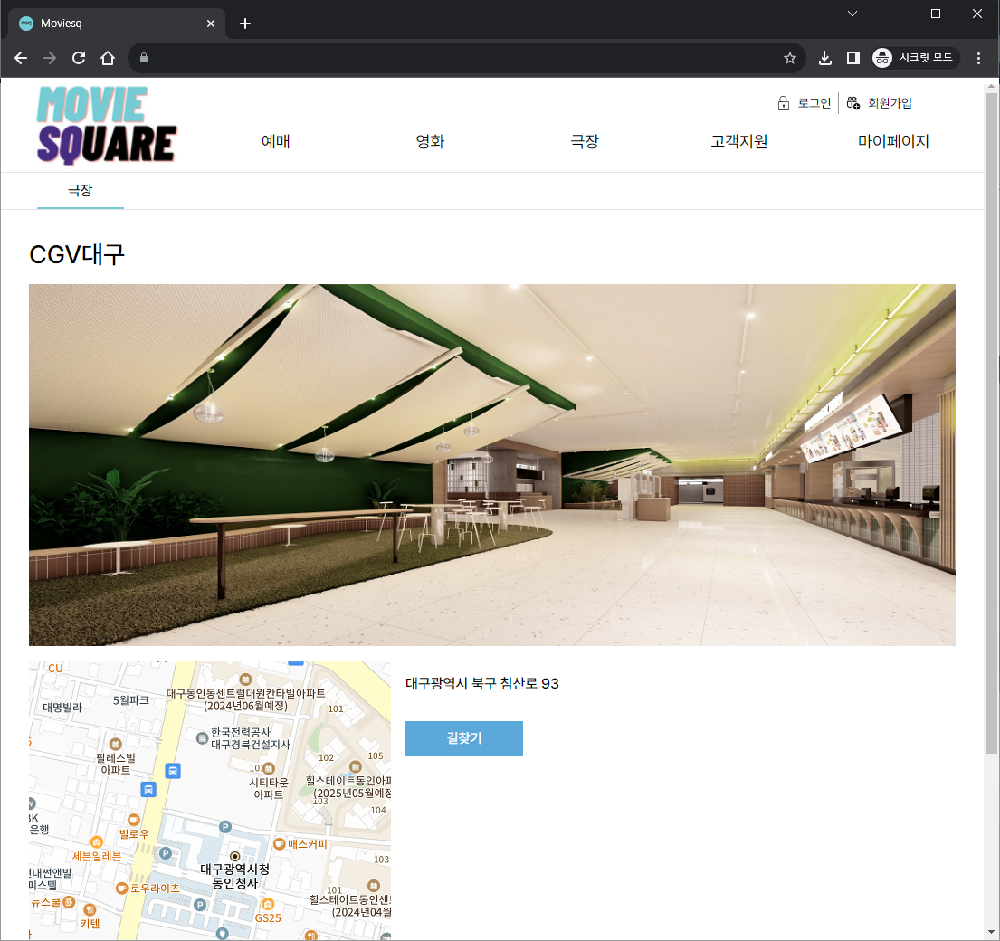 Moviesq
시크릿 모드
MOVIE
SQUARE
로그인
회원가입
예매
영화
극장
고객지원
마이페이지
극장
CGV대구
CU
대명빌라
5월파크
대구동인동센트럴대원칸타빌아파트
(2024년06월예정)
101
한국전력공사
대구경북건설지사
팔레스빌
아파트
102
105
시티타운
아파트
힐스테이트동인아파
(2025년05월예정
103
104
BK
은행
빌로우
세븐일레븐
매스커피
103
대구광역시청
동인청사
현대썬앤빌
피스텔
로우라이츠
101
뉴스쿨
키텐
GS25
힐스테이트동인센트
(2024년04월
대구광역시 북구 침산로 93
길찾기